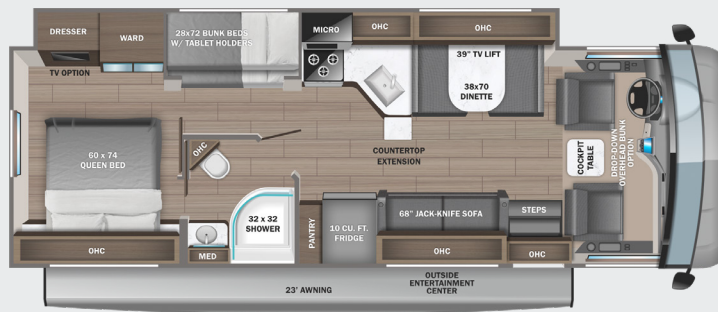 DRESSER
WARD
TV OPTION
28x72 BUNK BEDS
W/ TABLET HOLDERS
MICRO
OHC
OHC
39" TV LIFT
38x70
DINETTE
COUNTERTOP
EXTENSION
COCKPIT
TABLE
DROP-DOWN
OVERHEAD BUNK
OPTION
60 x 74
QUEEN BED
OHC
32 x 32
SHOWER
PANTRY
10 CU. FT.
FRIDGE
68" JACK-KNIFE SOFA
STEPS
OHC
MED
OHC
OHC
23' AWNING
OUTSIDE
ENTERTAINMENT
CENTER